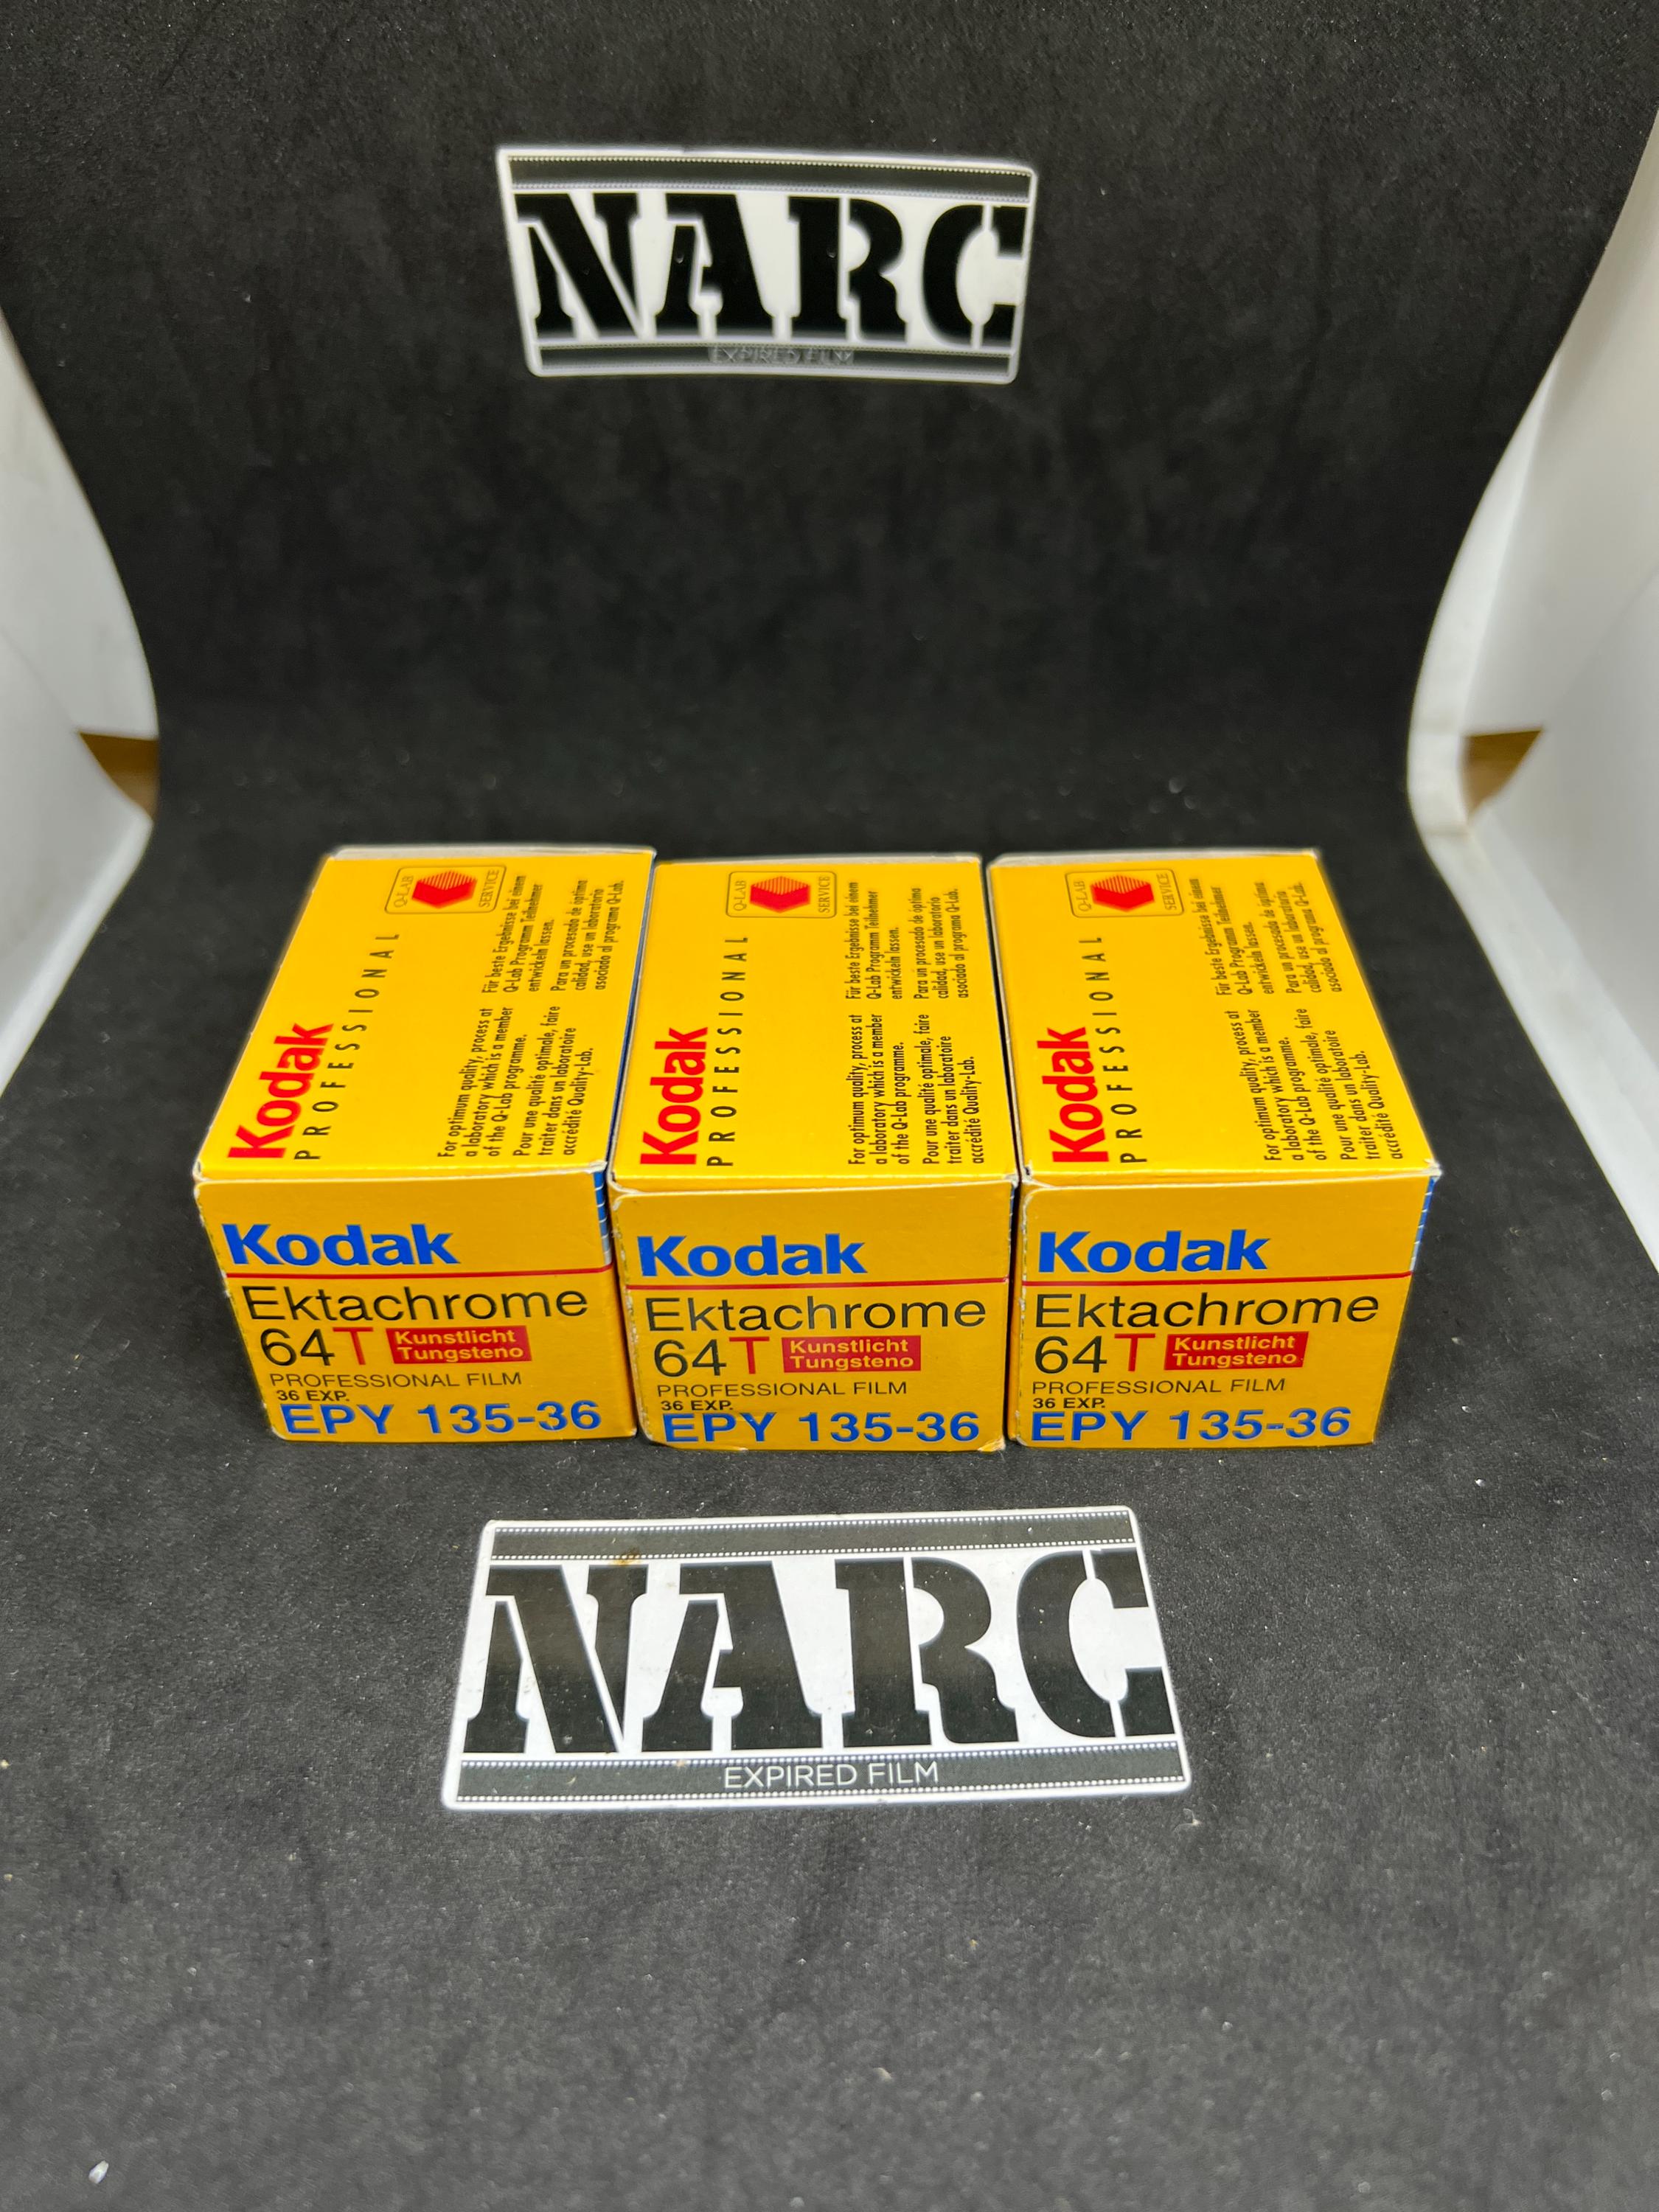 NARC
EXPIRED FILM
Kodak
PROFESSIONAL
Q-LAB
SERVICE
For optimum quality, process at
a laboratory which is a member
of the Q-Lab programme.
Pour une qualité optimale, faire
traiter dans un laboratoire
accrédité Quality-Lab.
Für beste Ergebnisse bei einem
Q-Lab Programm Teilnehmer
entwickeln lassen.
Para un procesado de óptima
calidad, use un laboratorio
asociado al programa Q-Lab.
Kodak
PROFESSIONAL
Q-LAB
SERVICE
For optimum quality, process at
a laboratory which is a member
of the Q-Lab programme.
Pour une qualité optimale, faire
traiter dans un laboratoire
accrédité Quality-Lab.
Für beste Ergebnisse bei einem
Q-Lab Programm Teilnehmer
entwickeln lassen.
Para un procesado de óptima
calidad, use un laboratorio
asociado al programa Q-Lab.
Kodak
PROFESSIONAL
Q-LAB
SERVICE
For optimum quality, process at
a laboratory which is a member
of the Q-Lab programme.
Pour une qualité optimale, faire
traiter dans un laboratoire
accrédité Quality-Lab.
Für beste Ergebnisse bei einem
Q-Lab Programm Teilnehmer
entwickeln lassen.
Para un procesado de óptima
calidad, use un laboratorio
asociado al programa Q-Lab.
Kodak
Ektachrome
64T Kunstlicht
Tungsteno
PROFESSIONAL FILM
36 EXP.
EPY 135-36
Kodak
Ektachrome
64T Kunstlicht
Tungsteno
PROFESSIONAL FILM
36 EXP.
EPY 135-36
Kodak
Ektachrome
64T Kunstlicht
Tungsteno
PROFESSIONAL FILM
36 EXP.
EPY 135-36
NARC
EXPIRED FILM